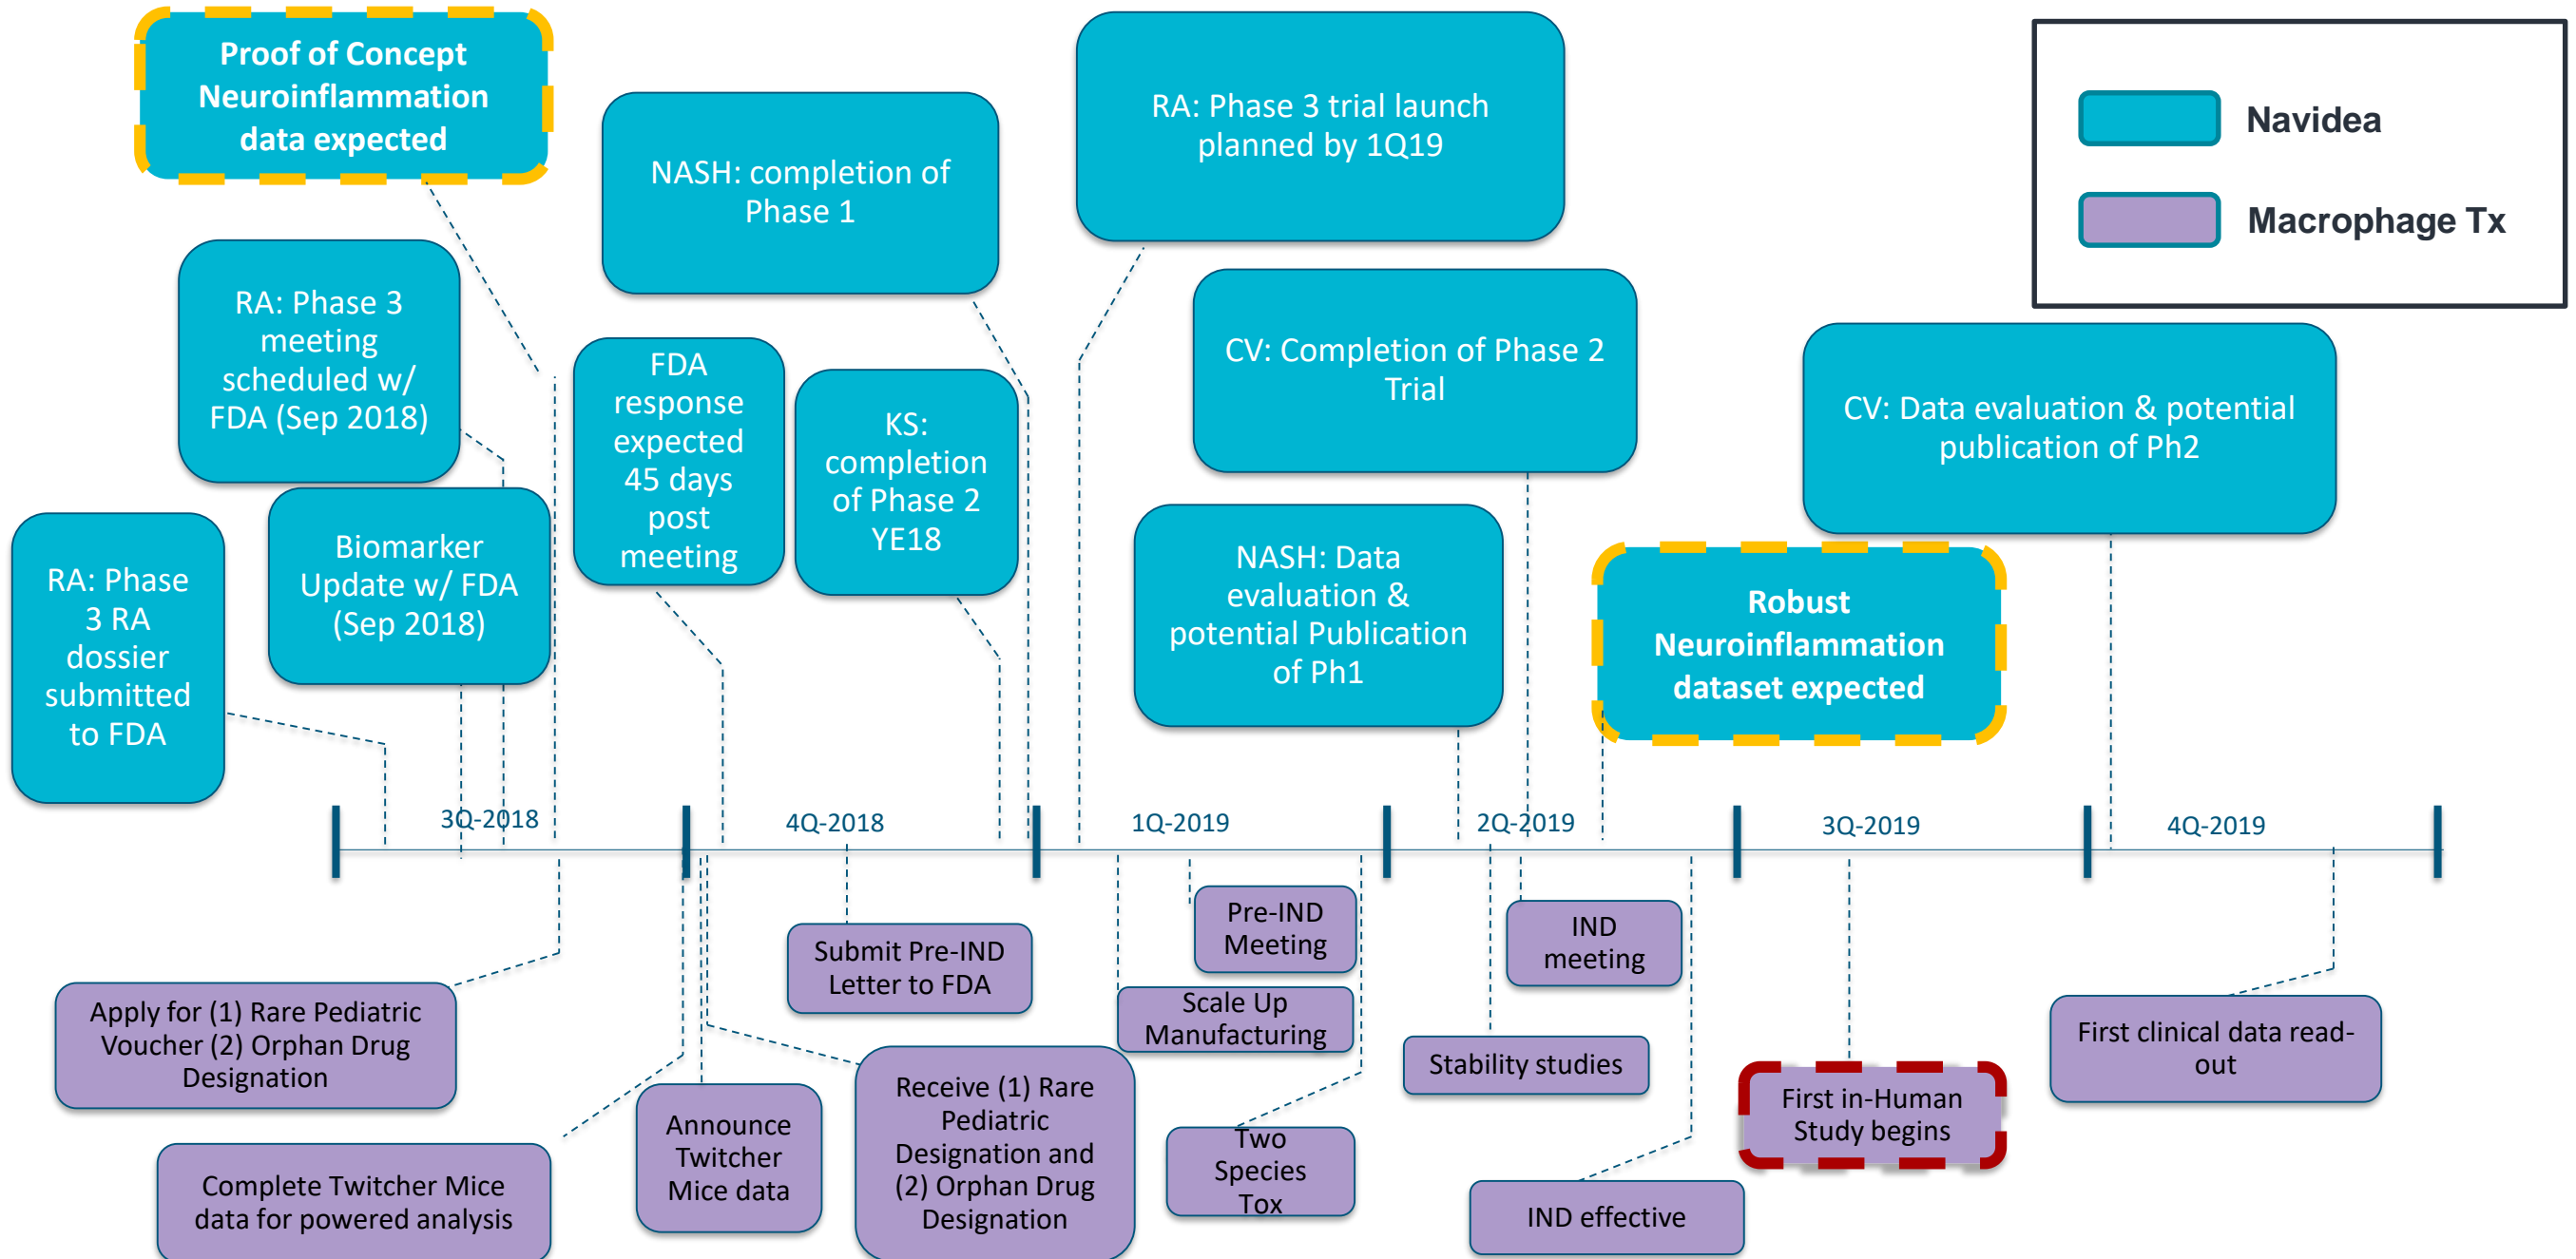 Proof of Concept
Neuroinflammation
data expected
RA: Phase 3
meeting
scheduled w/
FDA (Sep 2018)
RA: Phase
3 RA
dossier
submitted
to FDA
Biomarker
Update w/ FDA
(Sep 2018)
NASH: completion of
Phase 1
FDA
response
expected
45 days
post
meeting
KS:
completion
of Phase 2
YE18
RA: Phase 3 trial launch
planned by 1Q19
CV: Completion of Phase 2
Trial
NASH: Data
evaluation &
potential Publication
of Ph1
Robust
Neuroinflammation
dataset expected
CV: Data evaluation & potential
publication of Ph2
Navidea
Macrophage Tx
3Q-2018
4Q-2018
1Q-2019
2Q-2019
3Q-2019
4Q-2019
Apply for (1) Rare Pediatric
Voucher (2) Orphan Drug
Designation
Complete Twitcher Mice
data for powered analysis
Announce
Twitcher
Mice data
Submit Pre-IND
Letter to FDA
Receive (1) Rare
Pediatric
Designation and
(2) Orphan Drug
Designation
Pre-IND
Meeting
Scale Up
Manufacturing
Two
Species
Tox
IND
meeting
Stability studies
IND effective
First in-Human
Study begins
First clinical data read-
out